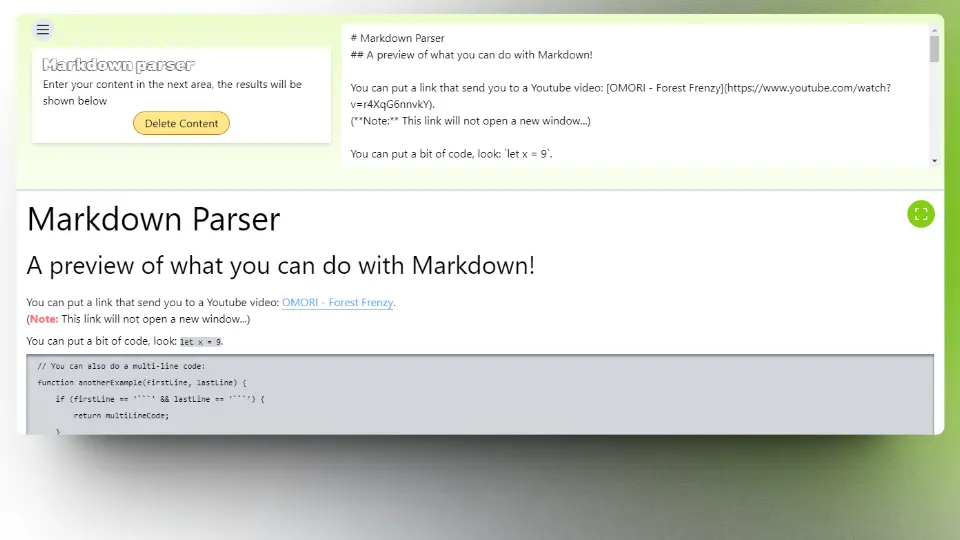 Markdown parser
Enter your content in the next area, the results will be
shown below
Delete Content
# Markdown Parser
## A preview of what you can do with Markdown!
You can put a link that send you to a Youtube video: [OMORI - Forest Frenzy](https://www.youtube.com/watch?
v=r4XqG6nnvkY).
(**Note:** This link will not open a new window...)
You can put a bit of code, look: `let x = 9`.
Markdown Parser
A preview of what you can do with Markdown!
You can put a link that send you to a Youtube video: OMORI - Forest Frenzy.
(Note: This link will not open a new window...)
You can put a bit of code, look: let x = 9.
// You can also do a multi-line code:
function anotherExample(firstLine, lastLine) {
if (firstLine == '```' && lastLine == '```') {
return multiLineCode;
}